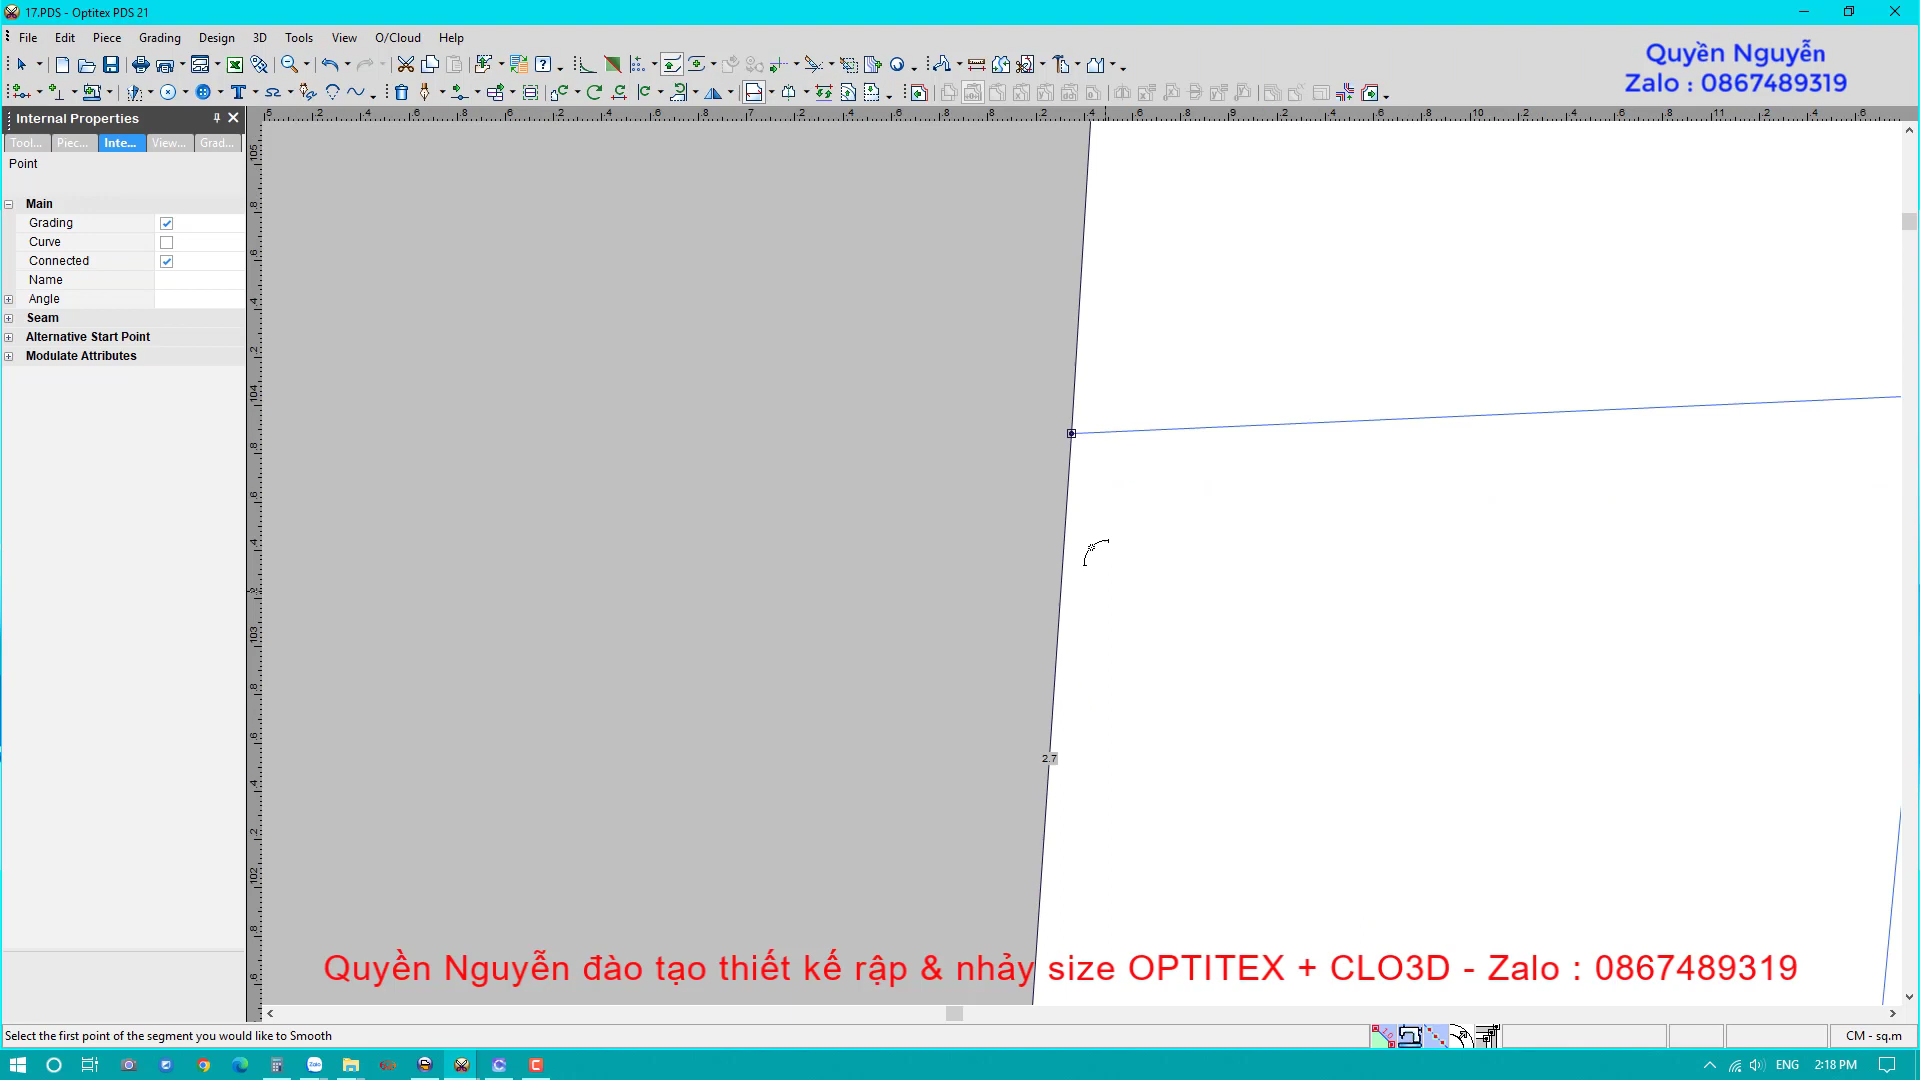 17.PDS - Optitex PDS 21
File Edit Piece Grading Design 3D Tools View O/Cloud Help
Quyền Nguyễn
Zalo : 0867489319
Internal Properties
Tool... Piec... Inte... View... Grad...
Point
Main
Grading
Curve
Connected
Name
Angle
Seam
Alternative Start Point
Modulate Attributes
2.7
Quyền Nguyễn đào tạo thiết kế rập & nhảy size OPTITEX + CLO3D - Zalo : 0867489319
Select the first point of the segment you would like to Smooth
CM - sq.m
ENG
2:18 PM